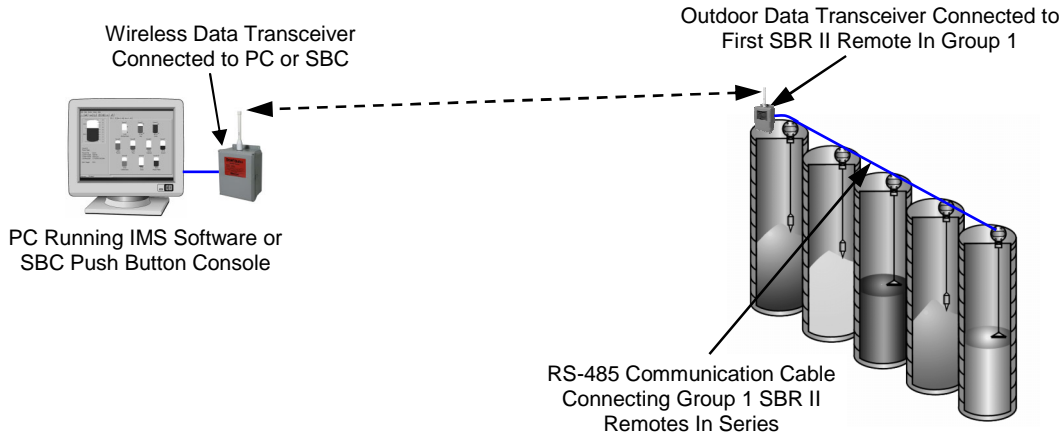 Wireless Data Transceiver
Connected to PC or SBC
Outdoor Data Transceiver Connected to
First SBR II Remote In Group 1
PC Running IMS Software or
SBC Push Button Console
RS-485 Communication Cable
Connecting Group 1 SBR II
Remotes In Series